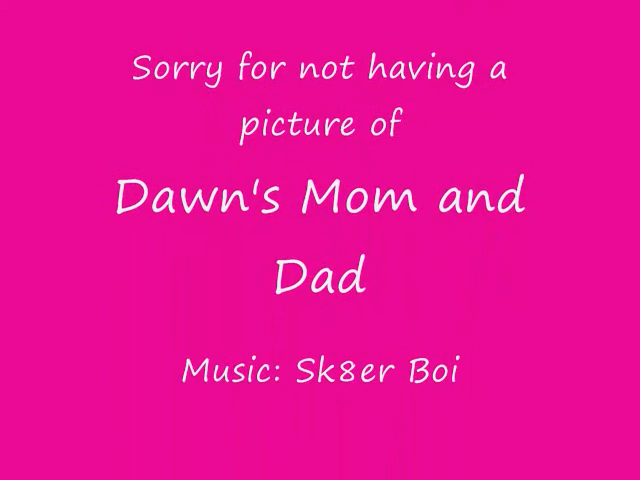 Sorry for not having a
picture of
Dawn's Mom and
Dad
Music: Sk8er Boi